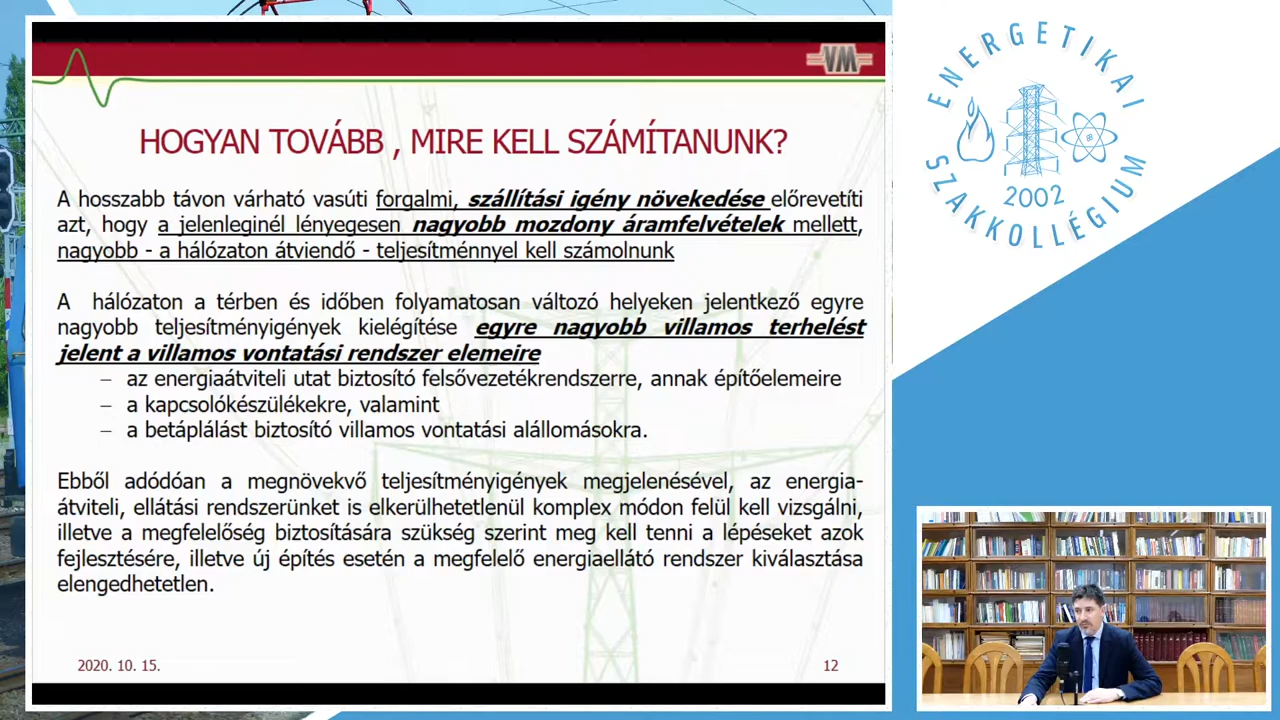 VM
HOGYAN TOVÁBB , MIRE KELL SZÁMÍTANUNK?
A hosszabb távon várható vasúti forgalmi, szállítási igény növekedése előrevetíti
azt, hogy a jelenleginél lényegesen nagyobb mozdony áramfelvételek mellett,
nagyobb - a hálózaton átviendő - teljesítménnyel kell számolnunk
A hálózaton a térben és időben folyamatosan változó helyeken jelentkező egyre
nagyobb teljesítményigények kielégítése egyre nagyobb villamos terhelést
jelent a villamos vontatási rendszer elemeire
– az energiaátviteli utat biztosító felsővezetékrendszerre, annak építőelemeire
– a kapcsolókészülékekre, valamint
– a betáplálást biztosító villamos vontatási alállomásokra.
Ebből adódóan a megnövekvő teljesítményigények megjelenésével, az energia-
átviteli, ellátási rendszerünket is elkerülhetetlenül komplex módon felül kell vizsgálni,
illetve a megfelelőség biztosítására szükség szerint meg kell tenni a lépéseket azok
fejlesztésére, illetve új építés esetén a megfelelő energiaellátó rendszer kiválasztása
elengedhetetlen.
2020. 10. 15.
12
ENERGETIKAI
SZAKKOLLÉGIUM
2002